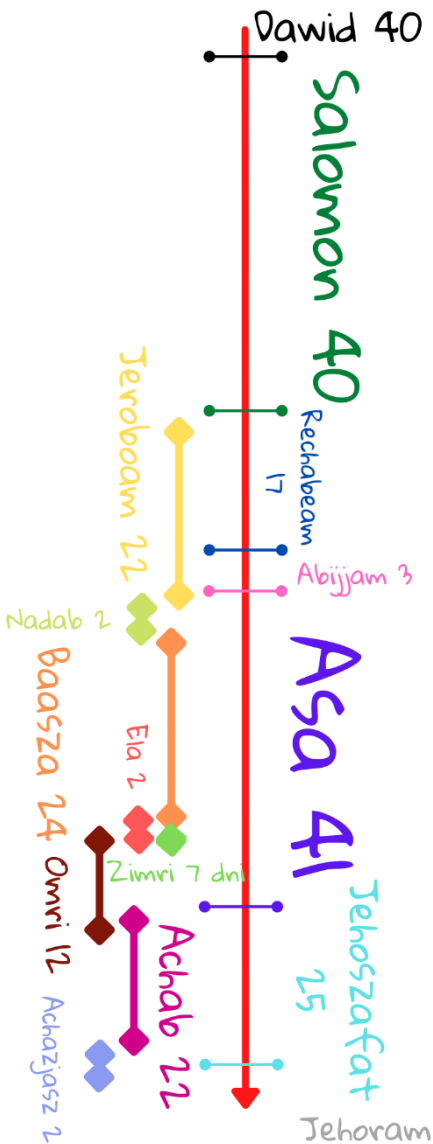 Dawid 40
Salomon 40
Jeroboam 22
Rechabeam
17
Abijjam 3
Nadab 2
Asa 41
Baasza 24
Ela 2
Zimri 7 dni
Omri 12
Jehoszafat
25
Achab 22
Achazjasz 2
Jehoram